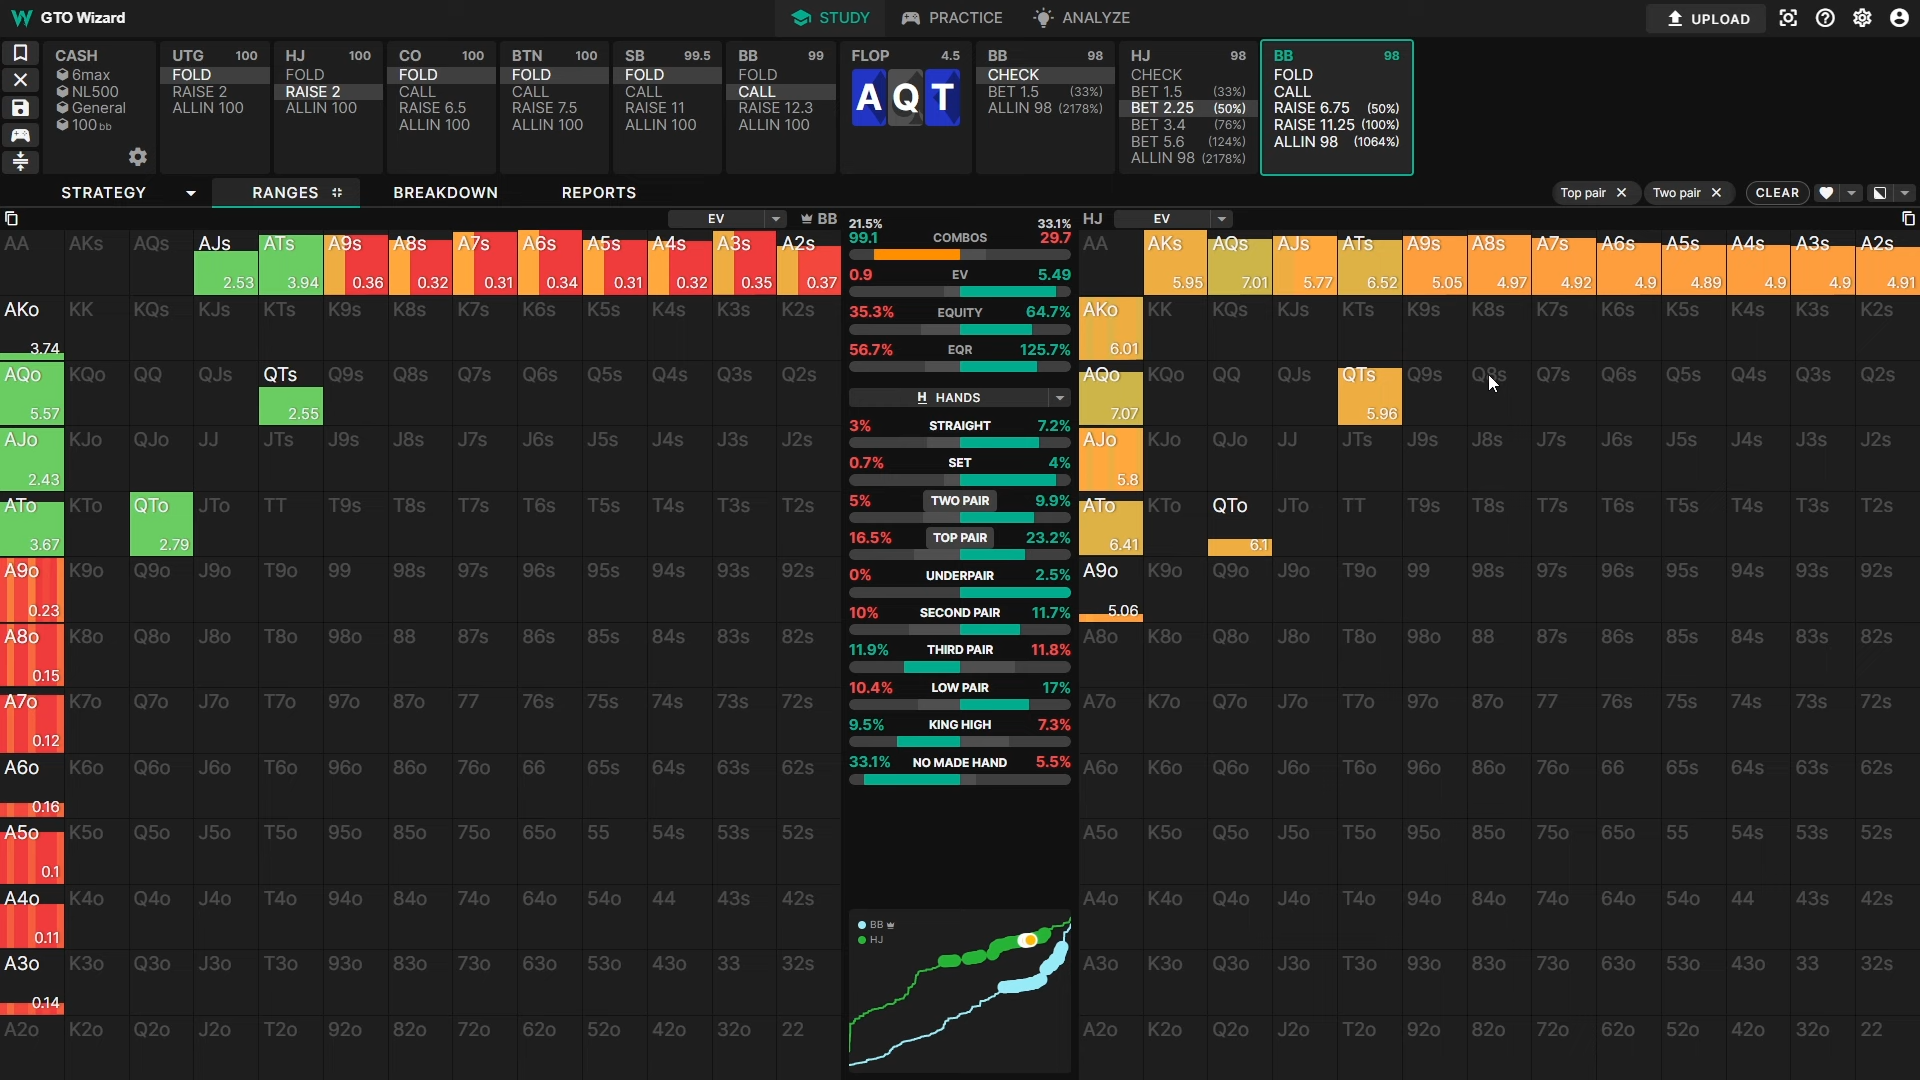 GTO Wizard
STUDY PRACTICE ANALYZE UPLOAD
CASH
6max
NL500
General
100bb
UTG 100
FOLD
RAISE 2
ALLIN 100
HJ 100
FOLD
RAISE 2
ALLIN 100
CO 100
FOLD
CALL
RAISE 6.5
ALLIN 100
BTN 100
FOLD
CALL
RAISE 7.5
ALLIN 100
SB 99.5
FOLD
CALL
RAISE 11
ALLIN 100
BB 99
FOLD
CALL
RAISE 12.3
ALLIN 100
FLOP 4.5
A Q T
BB 98
CHECK
BET 1.5 (33%)
ALLIN 98 (2178%)
HJ 98
CHECK
BET 1.5 (33%)
BET 2.25 (50%)
BET 3.4 (76%)
BET 5.6 (124%)
ALLIN 98 (2178%)
BB 98
FOLD
CALL
RAISE 6.75 (50%)
RAISE 11.25 (100%)
ALLIN 98 (1064%)
STRATEGY RANGES BREAKDOWN REPORTS Top pair Two pair CLEAR
EV BB
AA AKs AQs AJs ATs A9s A8s A7s A6s A5s A4s A3s A2s
2.53 3.94 0.36 0.32 0.31 0.34 0.31 0.32 0.35 0.37
AKo KK KQs KJs KTs K9s K8s K7s K6s K5s K4s K3s K2s
3.74
AQo KQo QQ QJs QTs Q9s Q8s Q7s Q6s Q5s Q4s Q3s Q2s
5.57 2.55
AJo KJo QJo JJ JTs J9s J8s J7s J6s J5s J4s J3s J2s
2.43
ATo KTo QTo JTo TT T9s T8s T7s T6s T5s T4s T3s T2s
3.67 2.79
A9o K9o Q9o J9o T9o 99 98s 97s 96s 95s 94s 93s 92s
0.23
A8o K8o Q8o J8o T8o 98o 88 87s 86s 85s 84s 83s 82s
0.15
A7o K7o Q7o J7o T7o 97o 87o 77 76s 75s 74s 73s 72s
0.12
A6o K6o Q6o J6o T6o 96o 86o 76o 66 65s 64s 63s 62s
0.16
A5o K5o Q5o J5o T5o 95o 85o 75o 65o 55 54s 53s 52s
0.1
A4o K4o Q4o J4o T4o 94o 84o 74o 64o 54o 44 43s 42s
0.11
A3o K3o Q3o J3o T3o 93o 83o 73o 63o 53o 43o 33 32s
0.14
A2o K2o Q2o J2o T2o 92o 82o 72o 62o 52o 42o 32o 22
21.5% 33.1%
99.1 COMBOS 29.7
0.9 EV 5.49
35.3% EQUITY 64.7%
56.7% EQR 125.7%
H HANDS
3% STRAIGHT 7.2%
0.7% SET 4%
5% TWO PAIR 9.9%
16.5% TOP PAIR 23.2%
0% UNDERPAIR 2.5%
10% SECOND PAIR 11.7%
11.9% THIRD PAIR 11.8%
10.4% LOW PAIR 17%
9.5% KING HIGH 7.3%
33.1% NO MADE HAND 5.5%
BB
HJ
HJ EV
AA AKs AQs AJs ATs A9s A8s A7s A6s A5s A4s A3s A2s
5.95 7.01 5.77 6.52 5.05 4.97 4.92 4.9 4.89 4.9 4.9 4.91
AKo KK KQs KJs KTs K9s K8s K7s K6s K5s K4s K3s K2s
6.01
AQo KQo QQ QJs QTs Q9s Q8s Q7s Q6s Q5s Q4s Q3s Q2s
7.07 5.96
AJo KJo QJo JJ JTs J9s J8s J7s J6s J5s J4s J3s J2s
5.8
ATo KTo QTo JTo TT T9s T8s T7s T6s T5s T4s T3s T2s
6.41 6.1
A9o K9o Q9o J9o T9o 99 98s 97s 96s 95s 94s 93s 92s
5.06
A8o K8o Q8o J8o T8o 98o 88 87s 86s 85s 84s 83s 82s
A7o K7o Q7o J7o T7o 97o 87o 77 76s 75s 74s 73s 72s
A6o K6o Q6o J6o T6o 96o 86o 76o 66 65s 64s 63s 62s
A5o K5o Q5o J5o T5o 95o 85o 75o 65o 55 54s 53s 52s
A4o K4o Q4o J4o T4o 94o 84o 74o 64o 54o 44 43s 42s
A3o K3o Q3o J3o T3o 93o 83o 73o 63o 53o 43o 33 32s
A2o K2o Q2o J2o T2o 92o 82o 72o 62o 52o 42o 32o 22